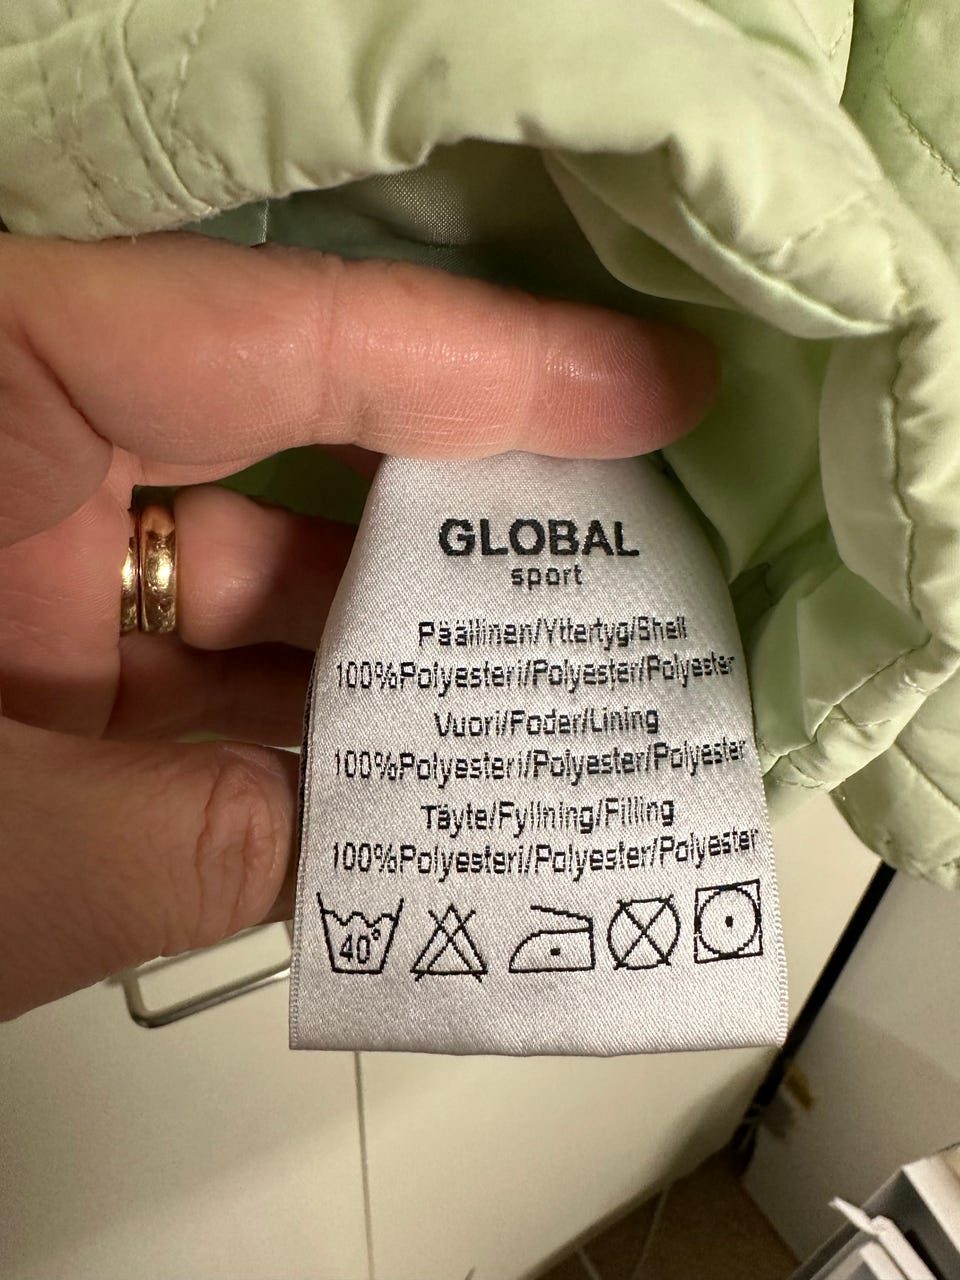 GLOBAL
sport
Päällinen/Yttertyg/Shell
100%Polyesteri/Polyester/Polyester
Vuori/Foder/Lining
100%Polyesteri/Polyester/Polyester
Täyte/Fyllning/Filling
100%Polyesteri/Polyester/Polyester
40°